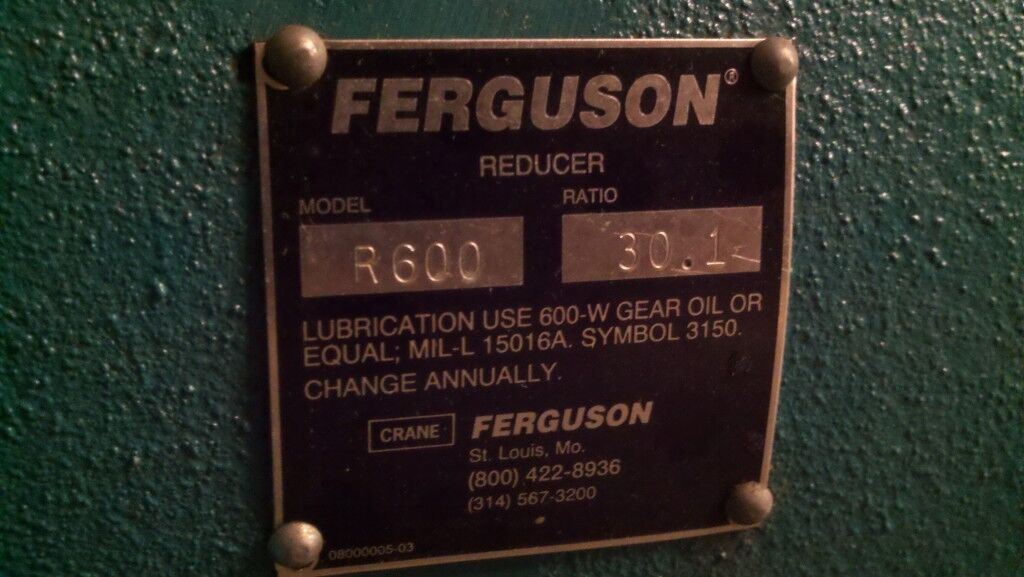 FERGUSON®
REDUCER
MODEL RATIO
R600 30.1
LUBRICATION USE 600-W GEAR OIL OR
EQUAL; MIL-L 15016A. SYMBOL 3150.
CHANGE ANNUALLY.
CRANE FERGUSON
St. Louis, Mo.
(800) 422-8936
(314) 567-3200
08000005-03